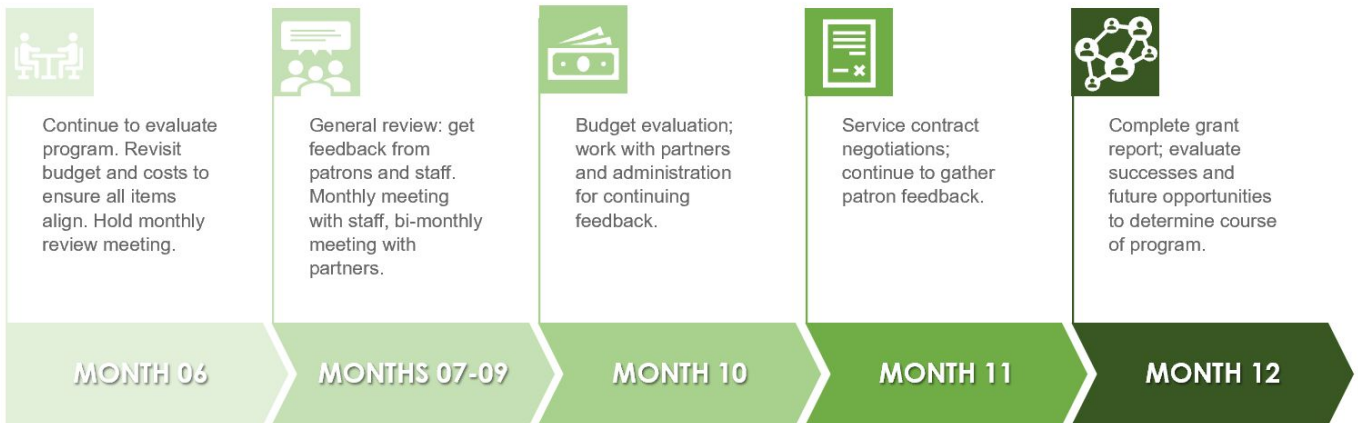 Continue to evaluate
program. Revisit
budget and costs to
ensure all items
align. Hold monthly
review meeting.
MONTH 06
General review: get
feedback from
patrons and staff.
Monthly meeting
with staff, bi-monthly
meeting with
partners.
MONTHS 07-09
Budget evaluation;
work with partners
and administration
for continuing
feedback.
MONTH 10
Service contract
negotiations;
continue to gather
patron feedback.
MONTH 11
Complete grant
report; evaluate
successes and
future opportunities
to determine course
of program.
MONTH 12